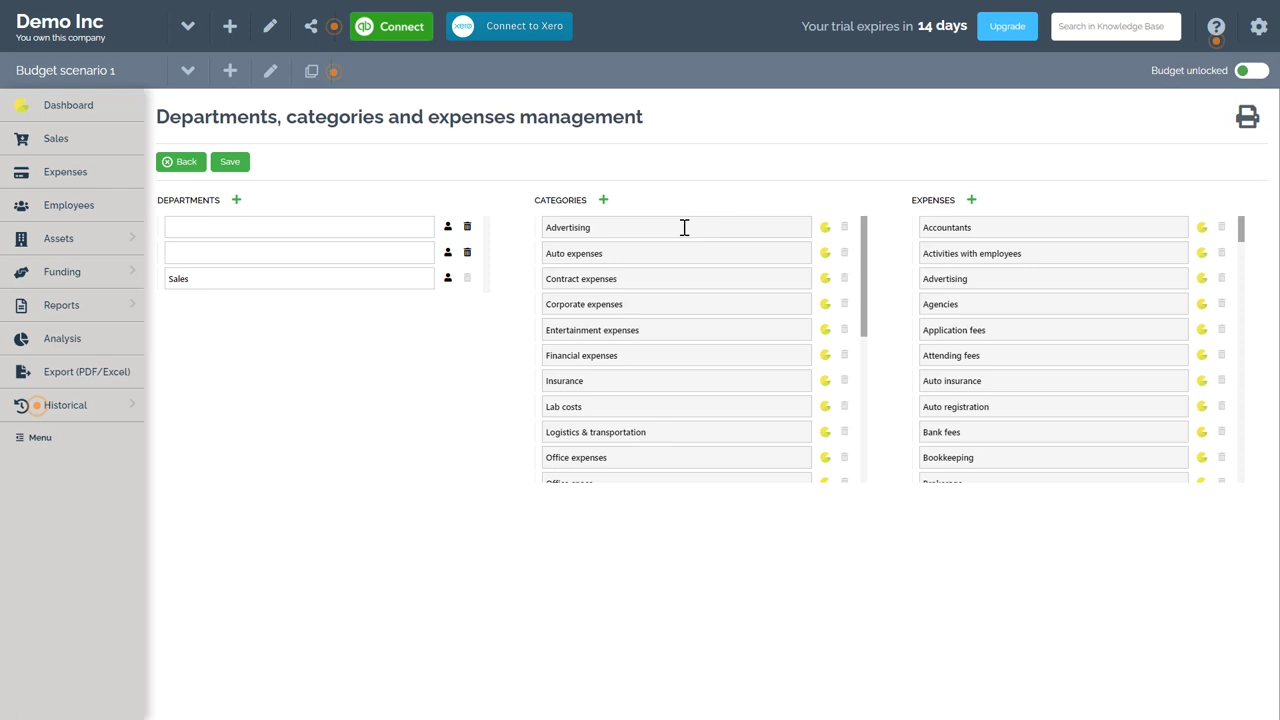 Demo Inc
You own this company
qb Connect
xero Connect to Xero
Your trial expires in 14 days
Upgrade
Search in Knowledge Base
Budget scenario 1
Budget unlocked
Dashboard
Sales
Expenses
Employees
Assets
Funding
Reports
Analysis
Export (PDF/Excel)
Historical
Menu
Departments, categories and expenses management
Back
Save
DEPARTMENTS
Sales
CATEGORIES
Advertising
Auto expenses
Contract expenses
Corporate expenses
Entertainment expenses
Financial expenses
Insurance
Lab costs
Logistics & transportation
Office expenses
EXPENSES
Accountants
Activities with employees
Advertising
Agencies
Application fees
Attending fees
Auto insurance
Auto registration
Bank fees
Bookkeeping